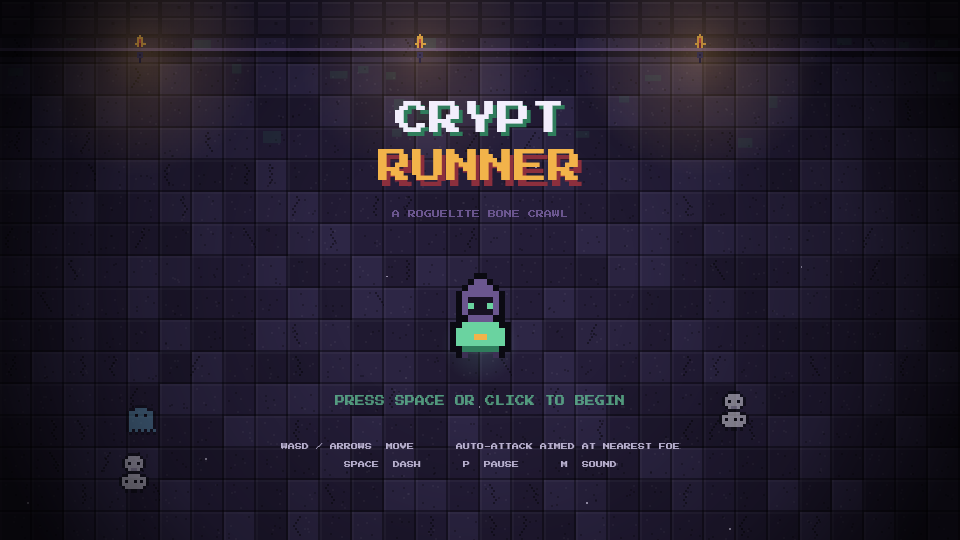 CRYPT
RUNNER
A ROGUELITE BONE CRAWL
PRESS SPACE OR CLICK TO BEGIN
WASD / ARROWS MOVE AUTO-ATTACK AIMED AT NEAREST FOE
SPACE DASH P PAUSE M SOUND